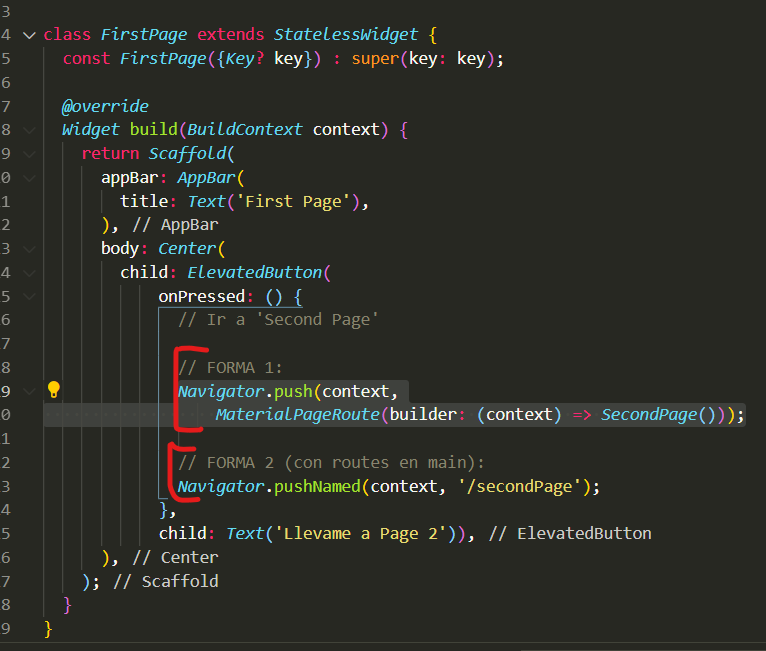 3
4 class FirstPage extends StatelessWidget {
5 const FirstPage({Key? key}) : super(key: key);
6
7 @override
8 Widget build(BuildContext context) {
9 return Scaffold(
0 appBar: AppBar(
1 title: Text('First Page'),
2 ), // AppBar
3 body: Center(
4 child: ElevatedButton(
5 onPressed: () {
6 // Ir a 'Second Page'
7
8 // FORMA 1:
9 Navigator.push(context,
0 MaterialPageRoute(builder: (context) => SecondPage()));
1
2 // FORMA 2 (con routes en main):
3 Navigator.pushNamed(context, '/secondPage');
4 },
5 child: Text('Llevame a Page 2')), // ElevatedButton
6 ), // Center
7 ); // Scaffold
8 }
9 }